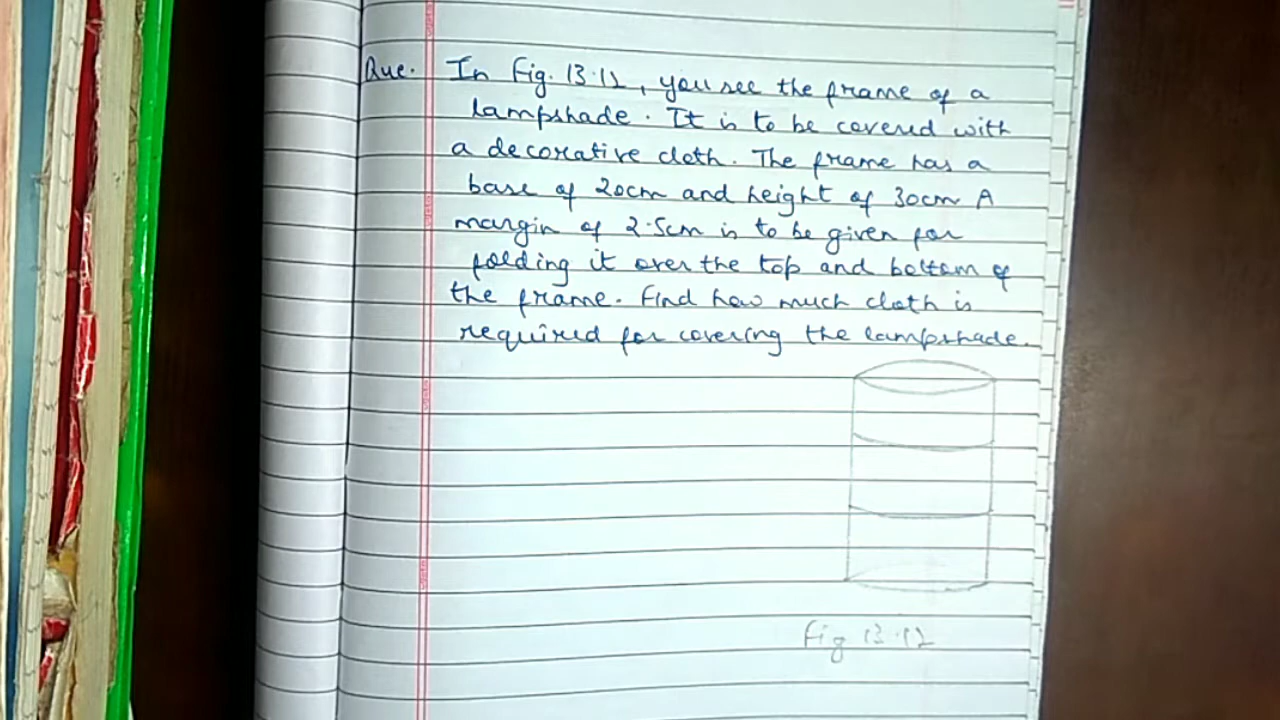 Que. In Fig. 13.12, you see the frame of a
lampshade. It is to be covered with
a decorative cloth. The frame has a
base of 20cm and height of 30cm A
margin of 2.5cm is to be given for
folding it over the top and bottom of
the frame. Find how much cloth is
required for covering the lampshade.
Fig 13.12